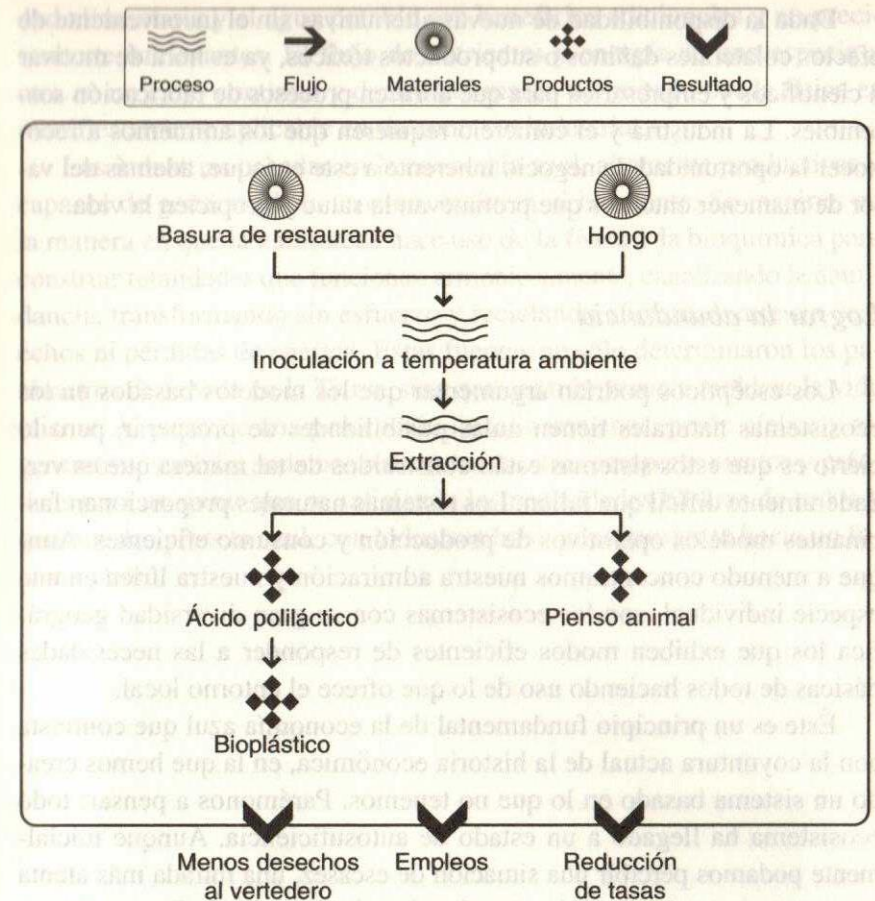 Proceso Flujo Materiales Productos Resultado
Basura de restaurante Hongo
Inoculación a temperatura ambiente
Extracción
Ácido poliláctico Pienso animal
Bioplástico
Menos desechos Empleos Reducción
al vertedero de tasas